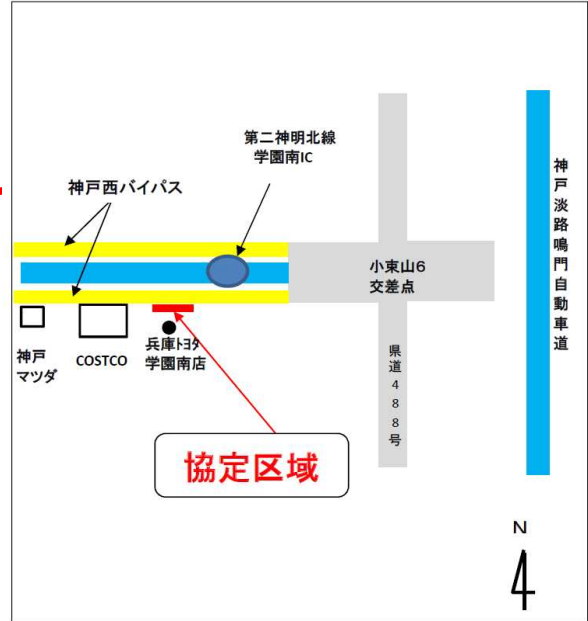 第二神明北線
学園南IC
神戸西バイパス
神戸淡路鳴門自動車道
小東山6
交差点
神戸
マツダ
COSTCO
兵庫トヨタ
学園南店
県道488号
協定区域
N